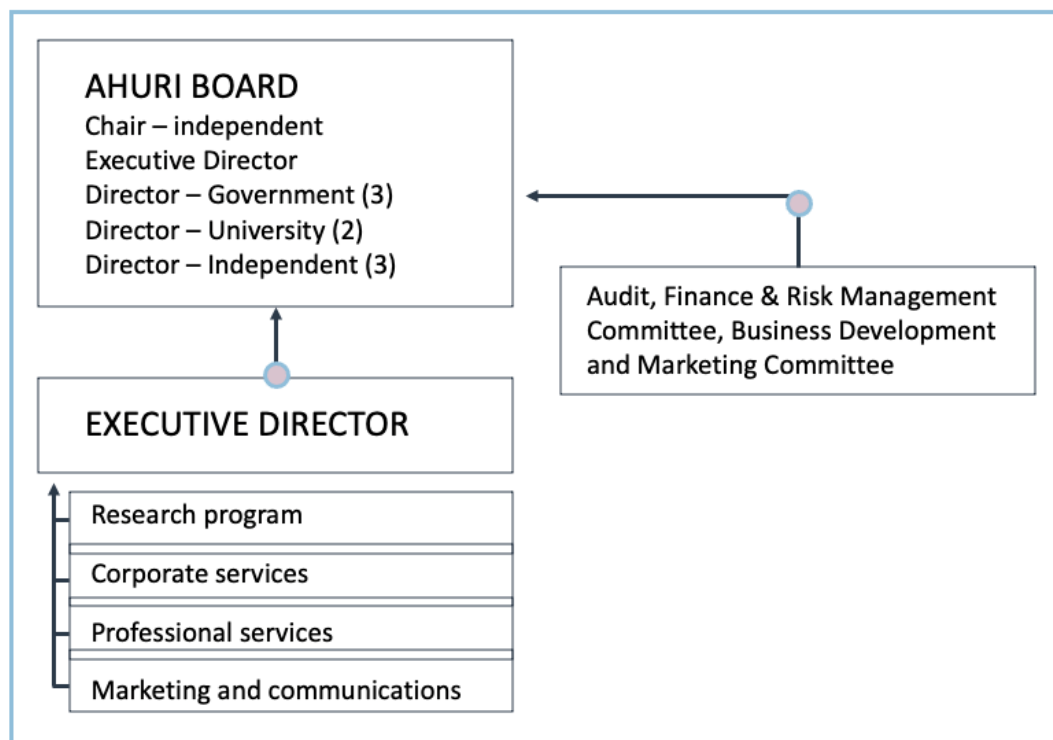 AHURI BOARD
Chair – independent
Executive Director
Director – Government (3)
Director – University (2)
Director – Independent (3)
Audit, Finance & Risk Management
Committee, Business Development
and Marketing Committee
EXECUTIVE DIRECTOR
Research program
Corporate services
Professional services
Marketing and communications